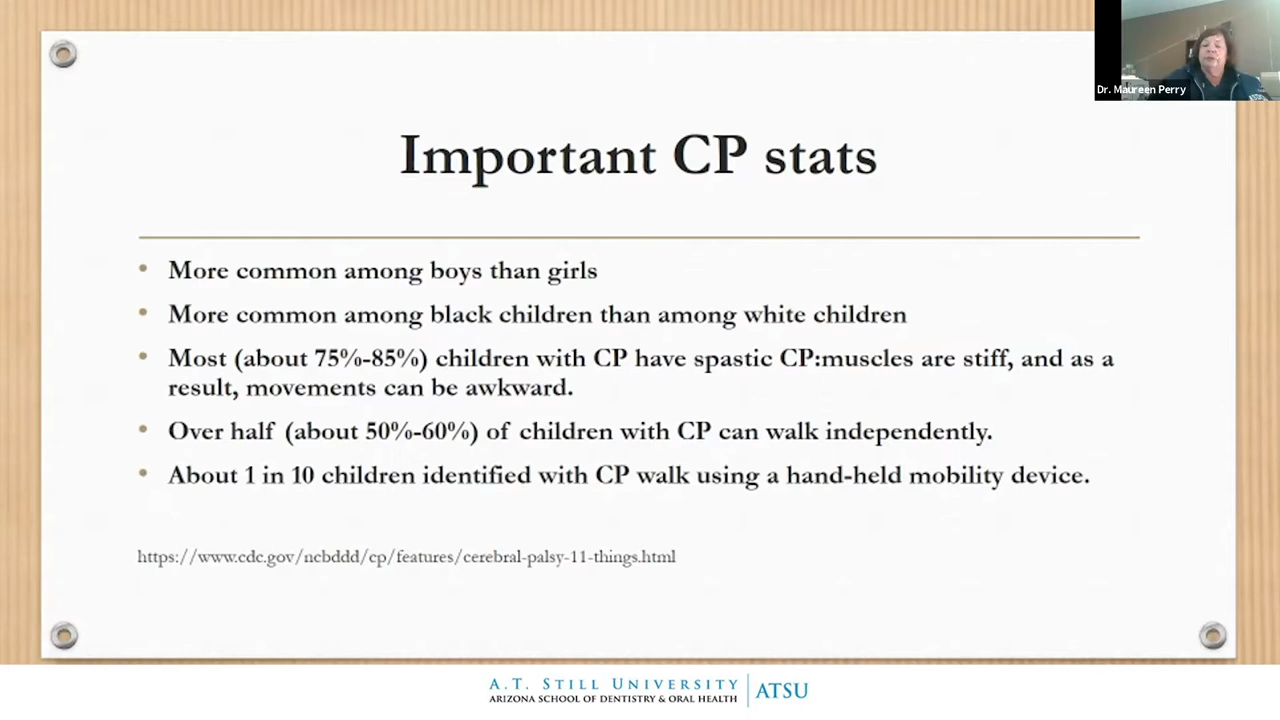 Dr. Maureen Perry
Important CP stats
• More common among boys than girls
• More common among black children than among white children
• Most (about 75%-85%) children with CP have spastic CP:muscles are stiff, and as a
result, movements can be awkward.
• Over half (about 50%-60%) of children with CP can walk independently.
• About 1 in 10 children identified with CP walk using a hand-held mobility device.
https://www.cdc.gov/ncbddd/cp/features/cerebral-palsy-11-things.html
A.T. STILL UNIVERSITY
ARIZONA SCHOOL OF DENTISTRY & ORAL HEALTH
ATSU